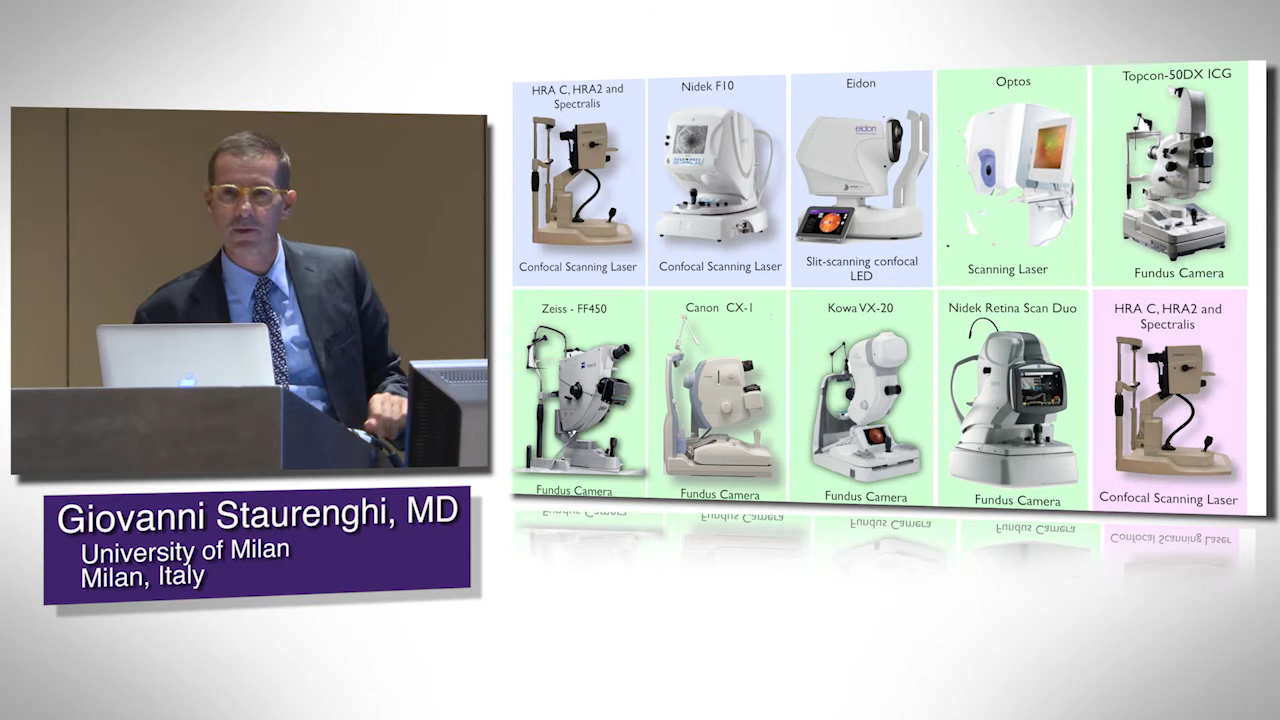 Giovanni Staurenghi, MD
University of Milan
Milan, Italy
HRA C, HRA2 and
Spectralis
Confocal Scanning Laser
Nidek F10
Confocal Scanning Laser
Eidon
eidon
Slit-scanning confocal
LED
Optos
Scanning Laser
Topcon-50DX ICG
Fundus Camera
Zeiss - FF450
Fundus Camera
Canon CX-1
Fundus Camera
Kowa VX-20
Fundus Camera
Nidek Retina Scan Duo
Fundus Camera
HRA C, HRA2 and
Spectralis
Confocal Scanning Laser